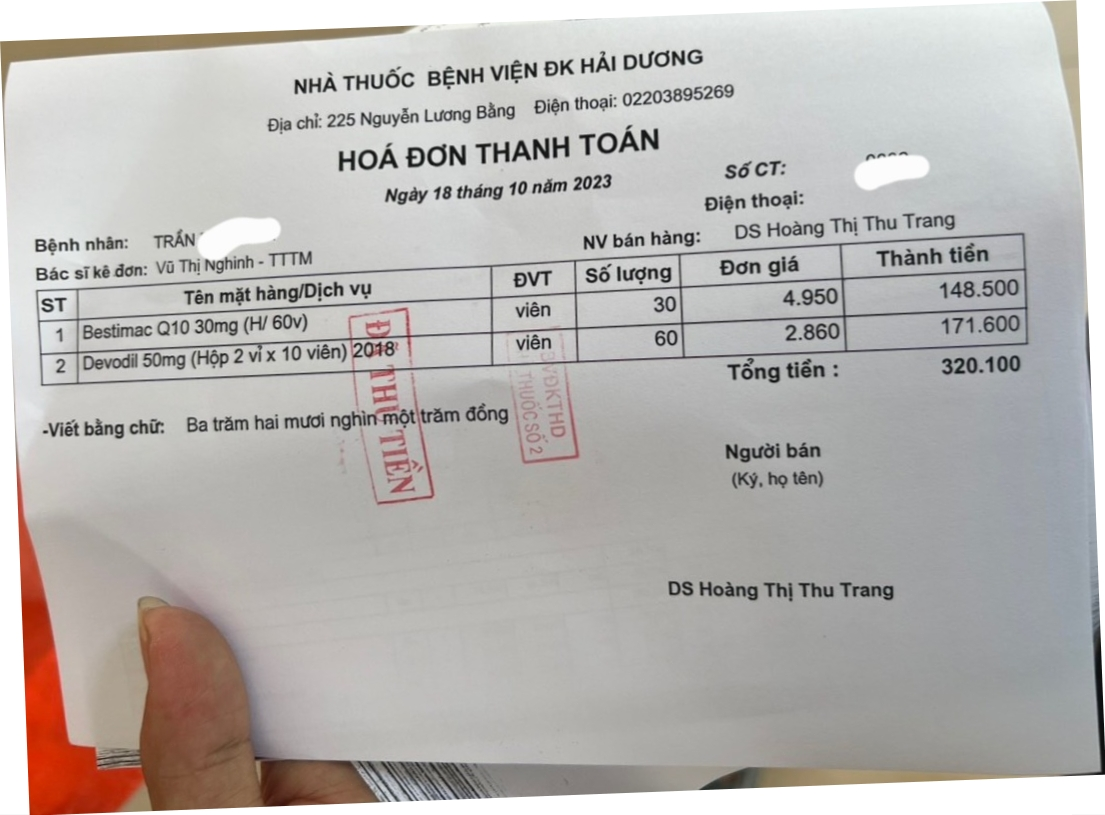 NHÀ THUỐC BỆNH VIỆN ĐK HẢI DƯƠNG
Địa chỉ: 225 Nguyễn Lương Bằng Điện thoại: 02203895269
HOÁ ĐƠN THANH TOÁN
Ngày 18 tháng 10 năm 2023
Số CT:
Điện thoại:
Bệnh nhân: TRẦN
Bác sĩ kê đơn: Vũ Thị Nghinh - TTTM
NV bán hàng: DS Hoàng Thị Thu Trang
ST Tên mặt hàng/Dịch vụ ĐVT Số lượng Đơn giá Thành tiền
1 Bestimac Q10 30mg (H/ 60v) viên 30 4.950 148.500
2 Devodil 50mg (Hộp 2 vỉ x 10 viên) 2018 viên 60 2.860 171.600
Tổng tiền : 320.100
-Viết bằng chữ: Ba trăm hai mươi nghìn một trăm đồng
ĐÃ THU TIỀN
BVĐKTHD
THUỐC SỐ 2
Người bán
(Ký, họ tên)
DS Hoàng Thị Thu Trang